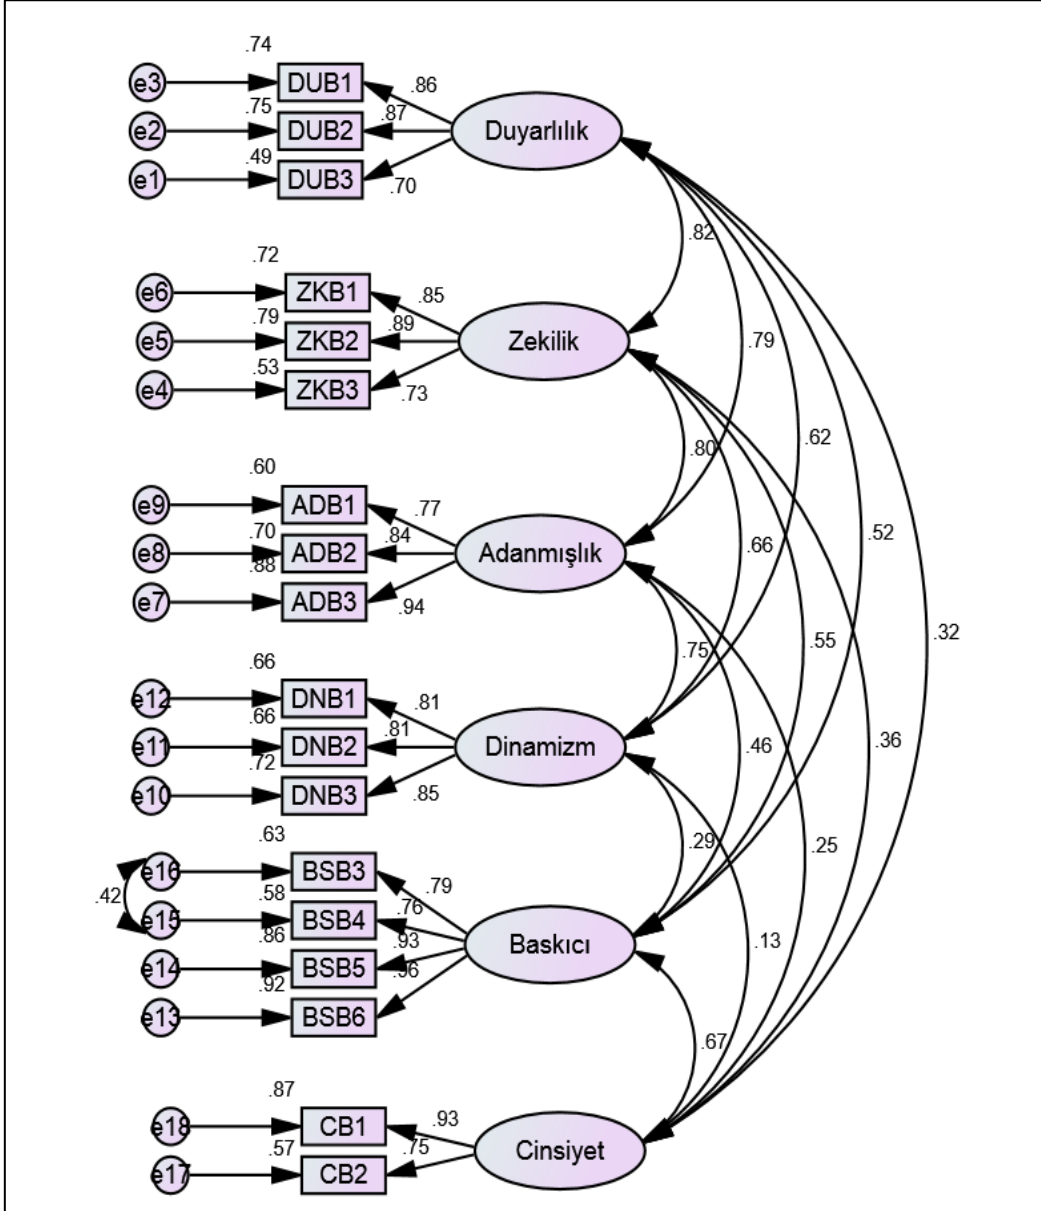 .74
e3 DUB1 .86
.75
e2 DUB2 .87 Duyarlılık
.49
e1 DUB3 .70
.82
.72
e6 ZKB1 .85
.79
e5 ZKB2 .89 Zekilik .79
.53
e4 ZKB3 .73
.62
.80
.60
e9 ADB1 .77
.70
e8 ADB2 .84 Adanmışlık .66 .52
.88
e7 ADB3 .94
.75 .55 .32
.66
e12 DNB1 .81
.66
e11 DNB2 .81 Dinamizm .46 .36
.72
e10 DNB3 .85
.63
.29 .25
e16 BSB3 .79
.42 .58
e15 BSB4 .76
.86
e14 BSB5 .93 Baskıcı .13
.92
e13 BSB6 .96
.67
.87
e18 CB1 .93
.57
e17 CB2 .75 Cinsiyet